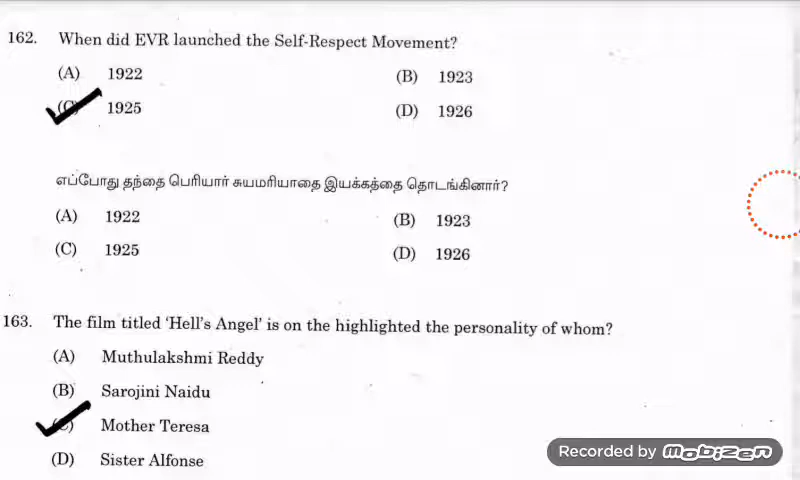 162. When did EVR launched the Self-Respect Movement?
(A) 1922 (B) 1923
(C) 1925 (D) 1926
எப்போது தந்தை பெரியார் சுயமரியாதை இயக்கத்தை தொடங்கினார்?
(A) 1922 (B) 1923
(C) 1925 (D) 1926
163. The film titled ‘Hell’s Angel’ is on the highlighted the personality of whom?
(A) Muthulakshmi Reddy
(B) Sarojini Naidu
(C) Mother Teresa
(D) Sister Alfonse
Recorded by mobizen